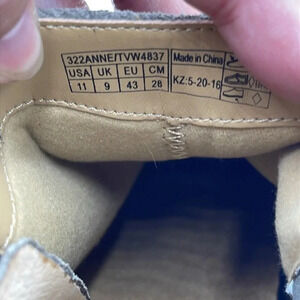 322ANNE/TVW4837
USA UK EU CM
11 9 43 28
Made in China
KZ:5-20-16